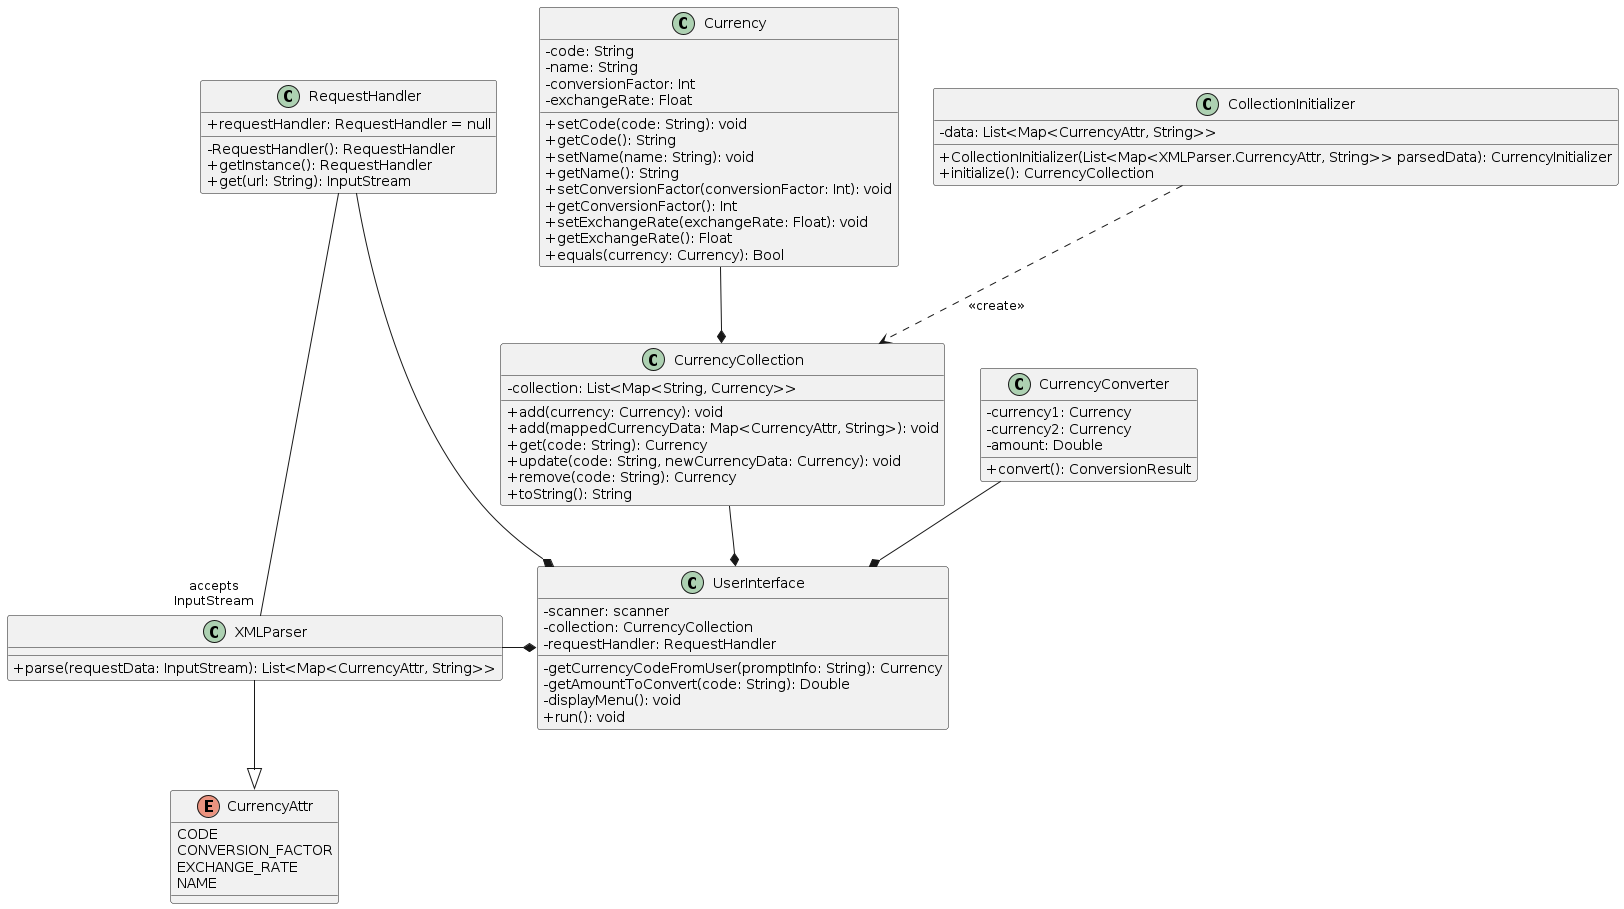 C Currency
-code: String
-name: String
-conversionFactor: Int
-exchangeRate: Float
+setCode(code: String): void
+getCode(): String
+setName(name: String): void
+getName(): String
+setConversionFactor(conversionFactor: Int): void
+getConversionFactor(): Int
+setExchangeRate(exchangeRate: Float): void
+getExchangeRate(): Float
+equals(currency: Currency): Bool
C RequestHandler
+requestHandler: RequestHandler = null
-RequestHandler(): RequestHandler
+getInstance(): RequestHandler
+get(url: String): InputStream
C CollectionInitializer
-data: List<Map<CurrencyAttr, String>>
+CollectionInitializer(List<Map<XMLParser.CurrencyAttr, String>> parsedData): CurrencyInitializer
+initialize(): CurrencyCollection
«create»
C CurrencyCollection
-collection: List<Map<String, Currency>>
+add(currency: Currency): void
+add(mappedCurrencyData: Map<CurrencyAttr, String>): void
+get(code: String): Currency
+update(code: String, newCurrencyData: Currency): void
+remove(code: String): Currency
+toString(): String
C CurrencyConverter
-currency1: Currency
-currency2: Currency
-amount: Double
+convert(): ConversionResult
accepts
InputStream
C XMLParser
+parse(requestData: InputStream): List<Map<CurrencyAttr, String>>
C UserInterface
-scanner: scanner
-collection: CurrencyCollection
-requestHandler: RequestHandler
-getCurrencyCodeFromUser(promptInfo: String): Currency
-getAmountToConvert(code: String): Double
-displayMenu(): void
+run(): void
E CurrencyAttr
CODE
CONVERSION_FACTOR
EXCHANGE_RATE
NAME